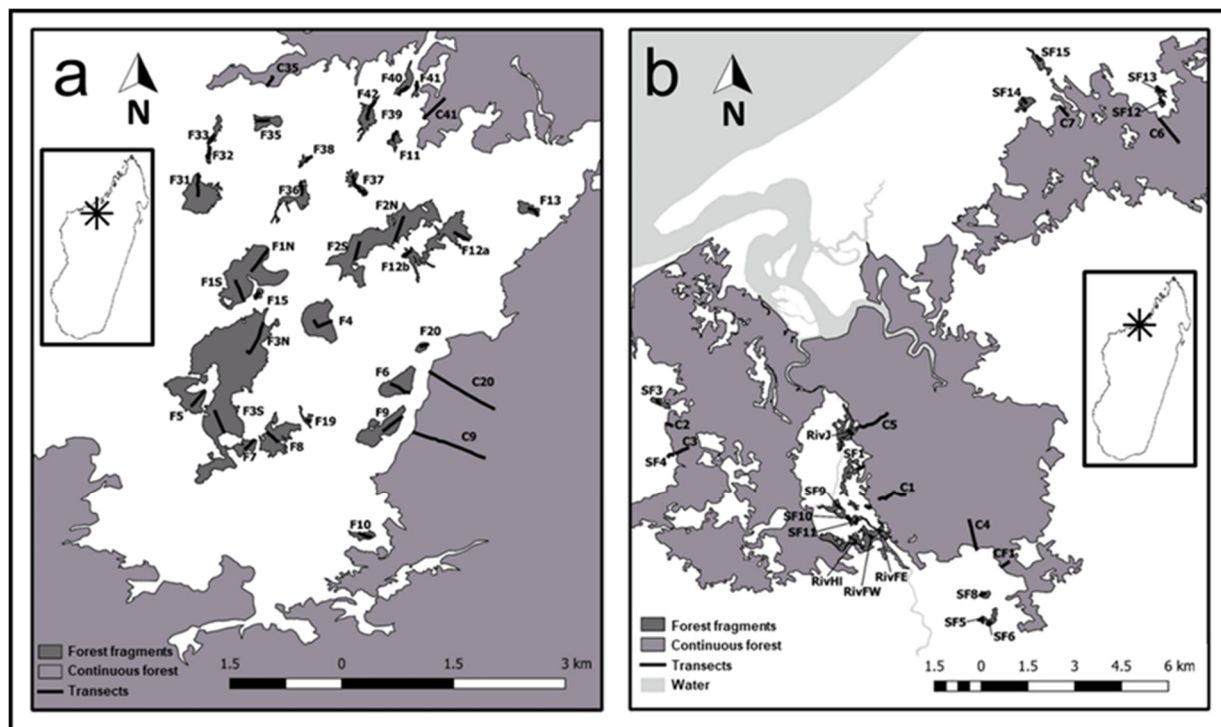 a
N
C35
F40
F41
F42
F39
C41
F35
F33
F32
F11
F38
F31
F36
F37
F2N
F13
F2S
F12a
F12b
F1N
F1S
F15
F4
F3N
F20
F6
C20
F5
F3S
F19
F9
C9
F7
F8
F10
Forest fragments
Continuous forest
Transects
1.5 0 1.5 3 km
b
N
SF15
SF13
SF14
C7
SF12
C6
SF3
C2
C3
SF4
RivJ
C5
SF1
C1
SF9
SF10
SF11
C4
CF1
RivHI
RivFW
RivFE
SF8
SF5
SF6
Forest fragments
Continuous forest
Transects
Water
1.5 0 1.5 3 4.5 6 km